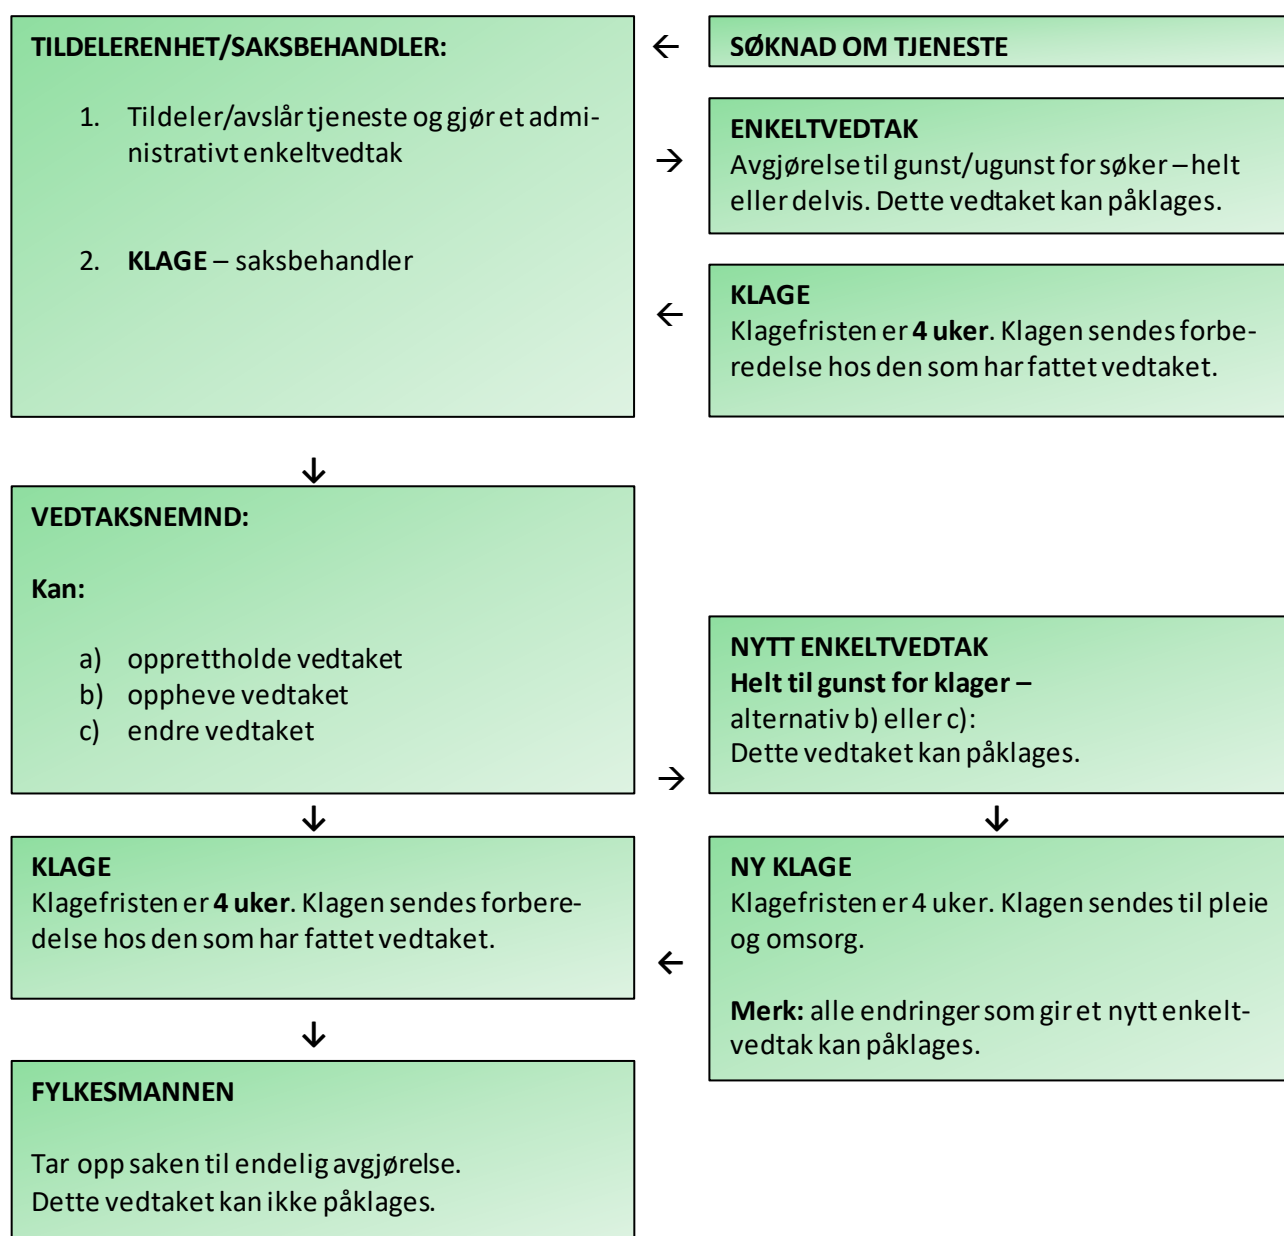 TILDELERENHET/SAKSBEHANDLER:
1. Tildeler/avslår tjeneste og gjør et admi-
nistrativt enkeltvedtak
2. KLAGE – saksbehandler
←
SØKNAD OM TJENESTE
→
ENKELTVEDTAK
Avgjørelse til gunst/ugunst for søker – helt
eller delvis. Dette vedtaket kan påklages.
←
KLAGE
Klagefristen er 4 uker. Klagen sendes forbe-
redelse hos den som har fattet vedtaket.
↓
VEDTAKSNEMND:
Kan:
a) opprettholde vedtaket
b) oppheve vedtaket
c) endre vedtaket
→
NYTT ENKELTVEDTAK
Helt til gunst for klager –
alternativ b) eller c):
Dette vedtaket kan påklages.
↓
↓
KLAGE
Klagefristen er 4 uker. Klagen sendes forbere-
delse hos den som har fattet vedtaket.
←
NY KLAGE
Klagefristen er 4 uker. Klagen sendes til pleie
og omsorg.
Merk: alle endringer som gir et nytt enkelt-
vedtak kan påklages.
↓
FYLKESMANNEN
Tar opp saken til endelig avgjørelse.
Dette vedtaket kan ikke påklages.